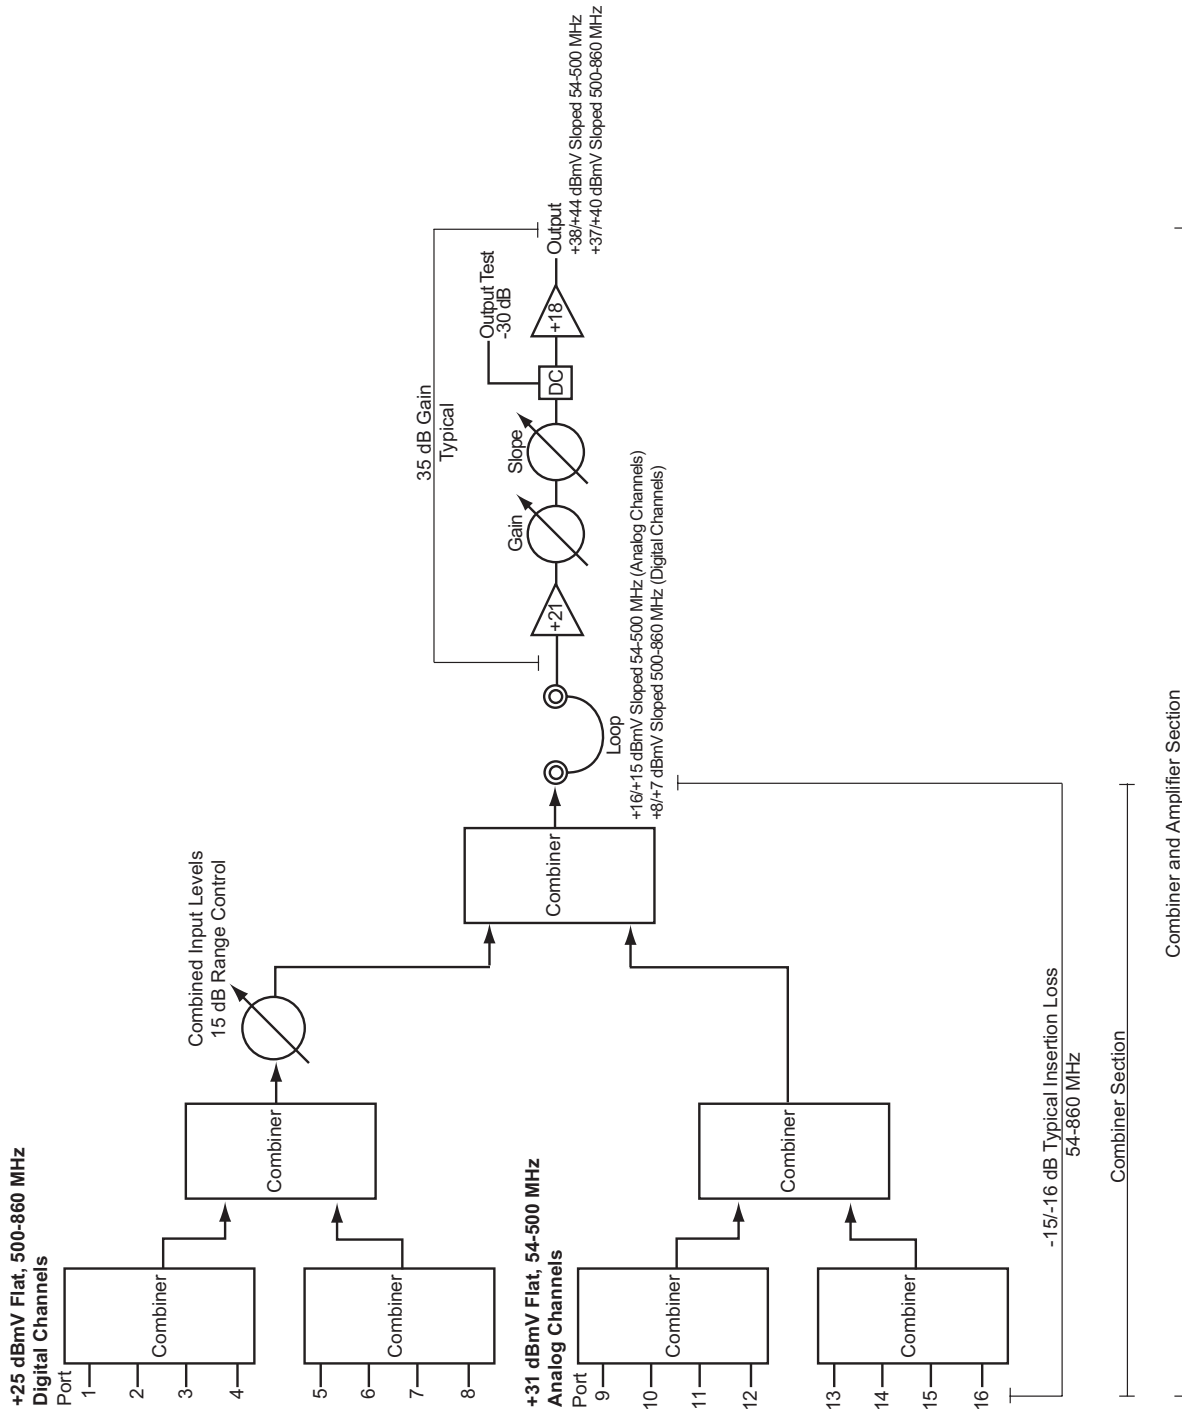 +25 dBmV Flat, 500-860 MHz
Digital Channels
Port
1
2
3
4
5
6
7
8
Combiner
Combiner
Combiner
Combined Input Levels
15 dB Range Control
+31 dBmV Flat, 54-500 MHz
Analog Channels
Port
9
10
11
12
13
14
15
16
Combiner
Combiner
Combiner
Combiner
Loop
+16/+15 dBmV Sloped 54-500 MHz (Analog Channels)
+8/+7 dBmV Sloped 500-860 MHz (Digital Channels)
+21
Gain
Slope
DC
Output Test
-30 dB
+18
Output
+38/+44 dBmV Sloped 54-500 MHz
+37/+40 dBmV Sloped 500-860 MHz
35 dB Gain
Typical
-15/-16 dB Typical Insertion Loss
54-860 MHz
Combiner Section
Combiner and Amplifier Section